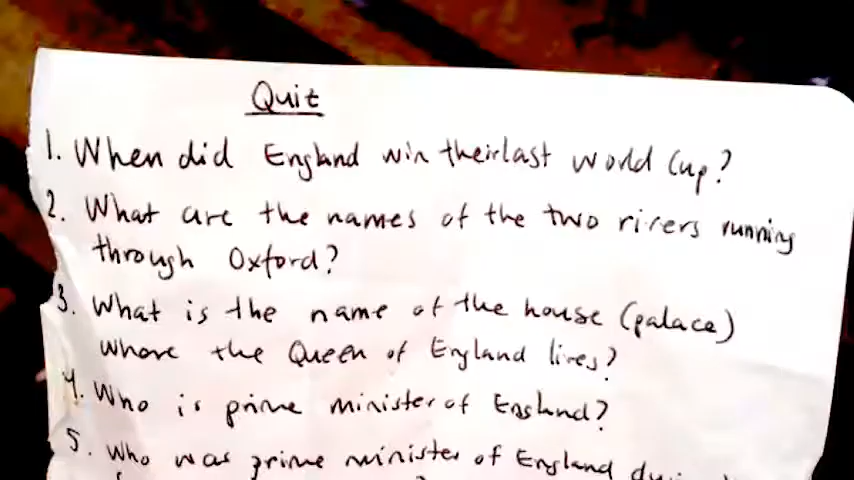 Quit
1. When did England win their last World Cup?
2. What are the names of the two rivers running
through Oxford?
3. What is the name of the house (palace)
where the Queen of England lives?
4. Who is prime minister of England?
5. Who was prime minister of England